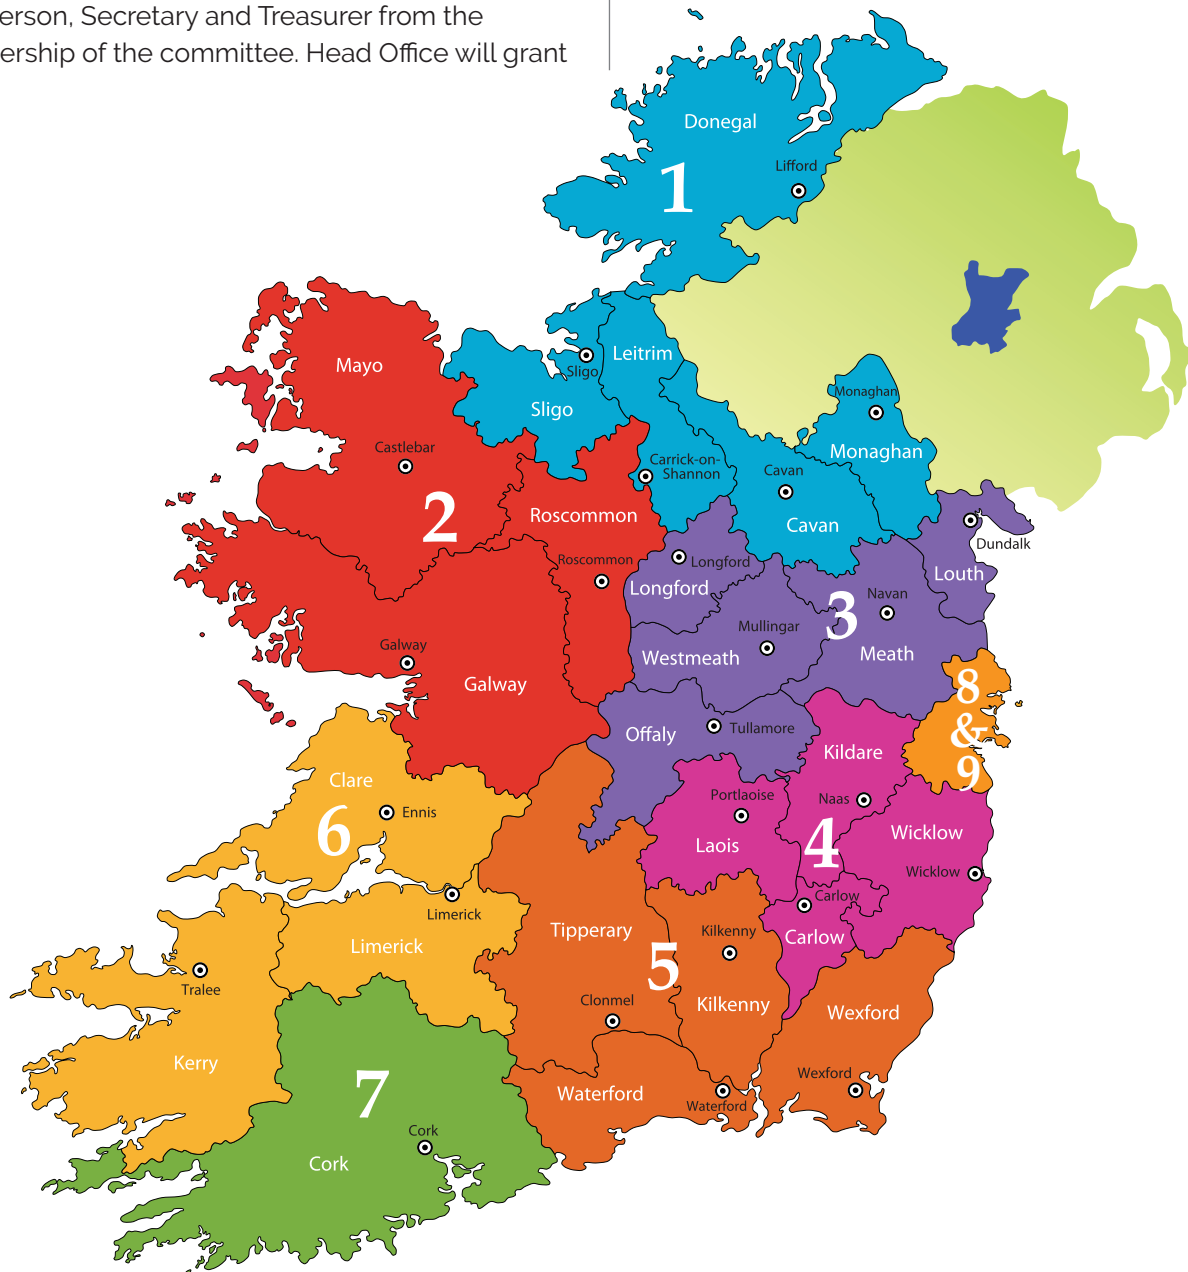 erson, Secretary and Treasurer from the
ership of the committee. Head Office will grant
Donegal
Lifford
1
Mayo
Sligo
Leitrim
Sligo
Monaghan
Monaghan
Castlebar
Carrick-on-
Shannon
Cavan
Cavan
2
Roscommon
Roscommon
Dundalk
Longford
Longford
Louth
3
Navan
Mullingar
Westmeath
Meath
Galway
Galway
8
&
9
Offaly
Tullamore
Kildare
Clare
6
Ennis
Portlaoise
Naas
Laois
4
Wicklow
Wicklow
Carlow
Carlow
Limerick
Limerick
Tipperary
Kilkenny
5
Kilkenny
Clonmel
Wexford
Tralee
Kerry
7
Waterford
Waterford
Wexford
Cork
Cork